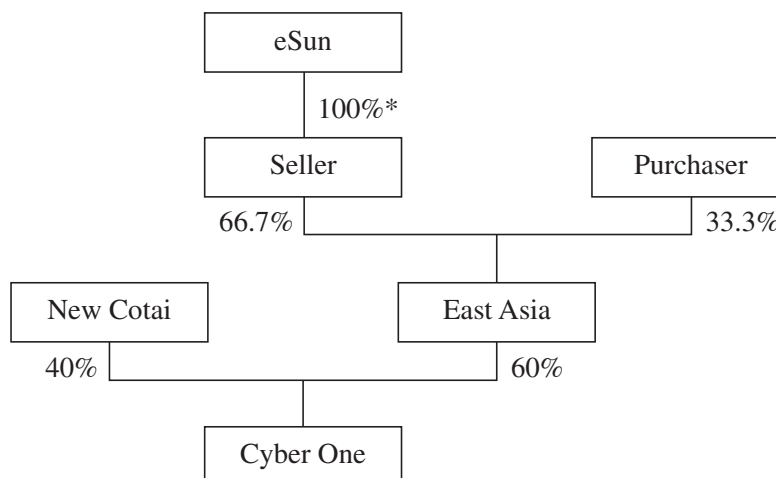 eSun
100%*
Seller
Purchaser
66.7%
33.3%
New Cotai
East Asia
40%
60%
Cyber One